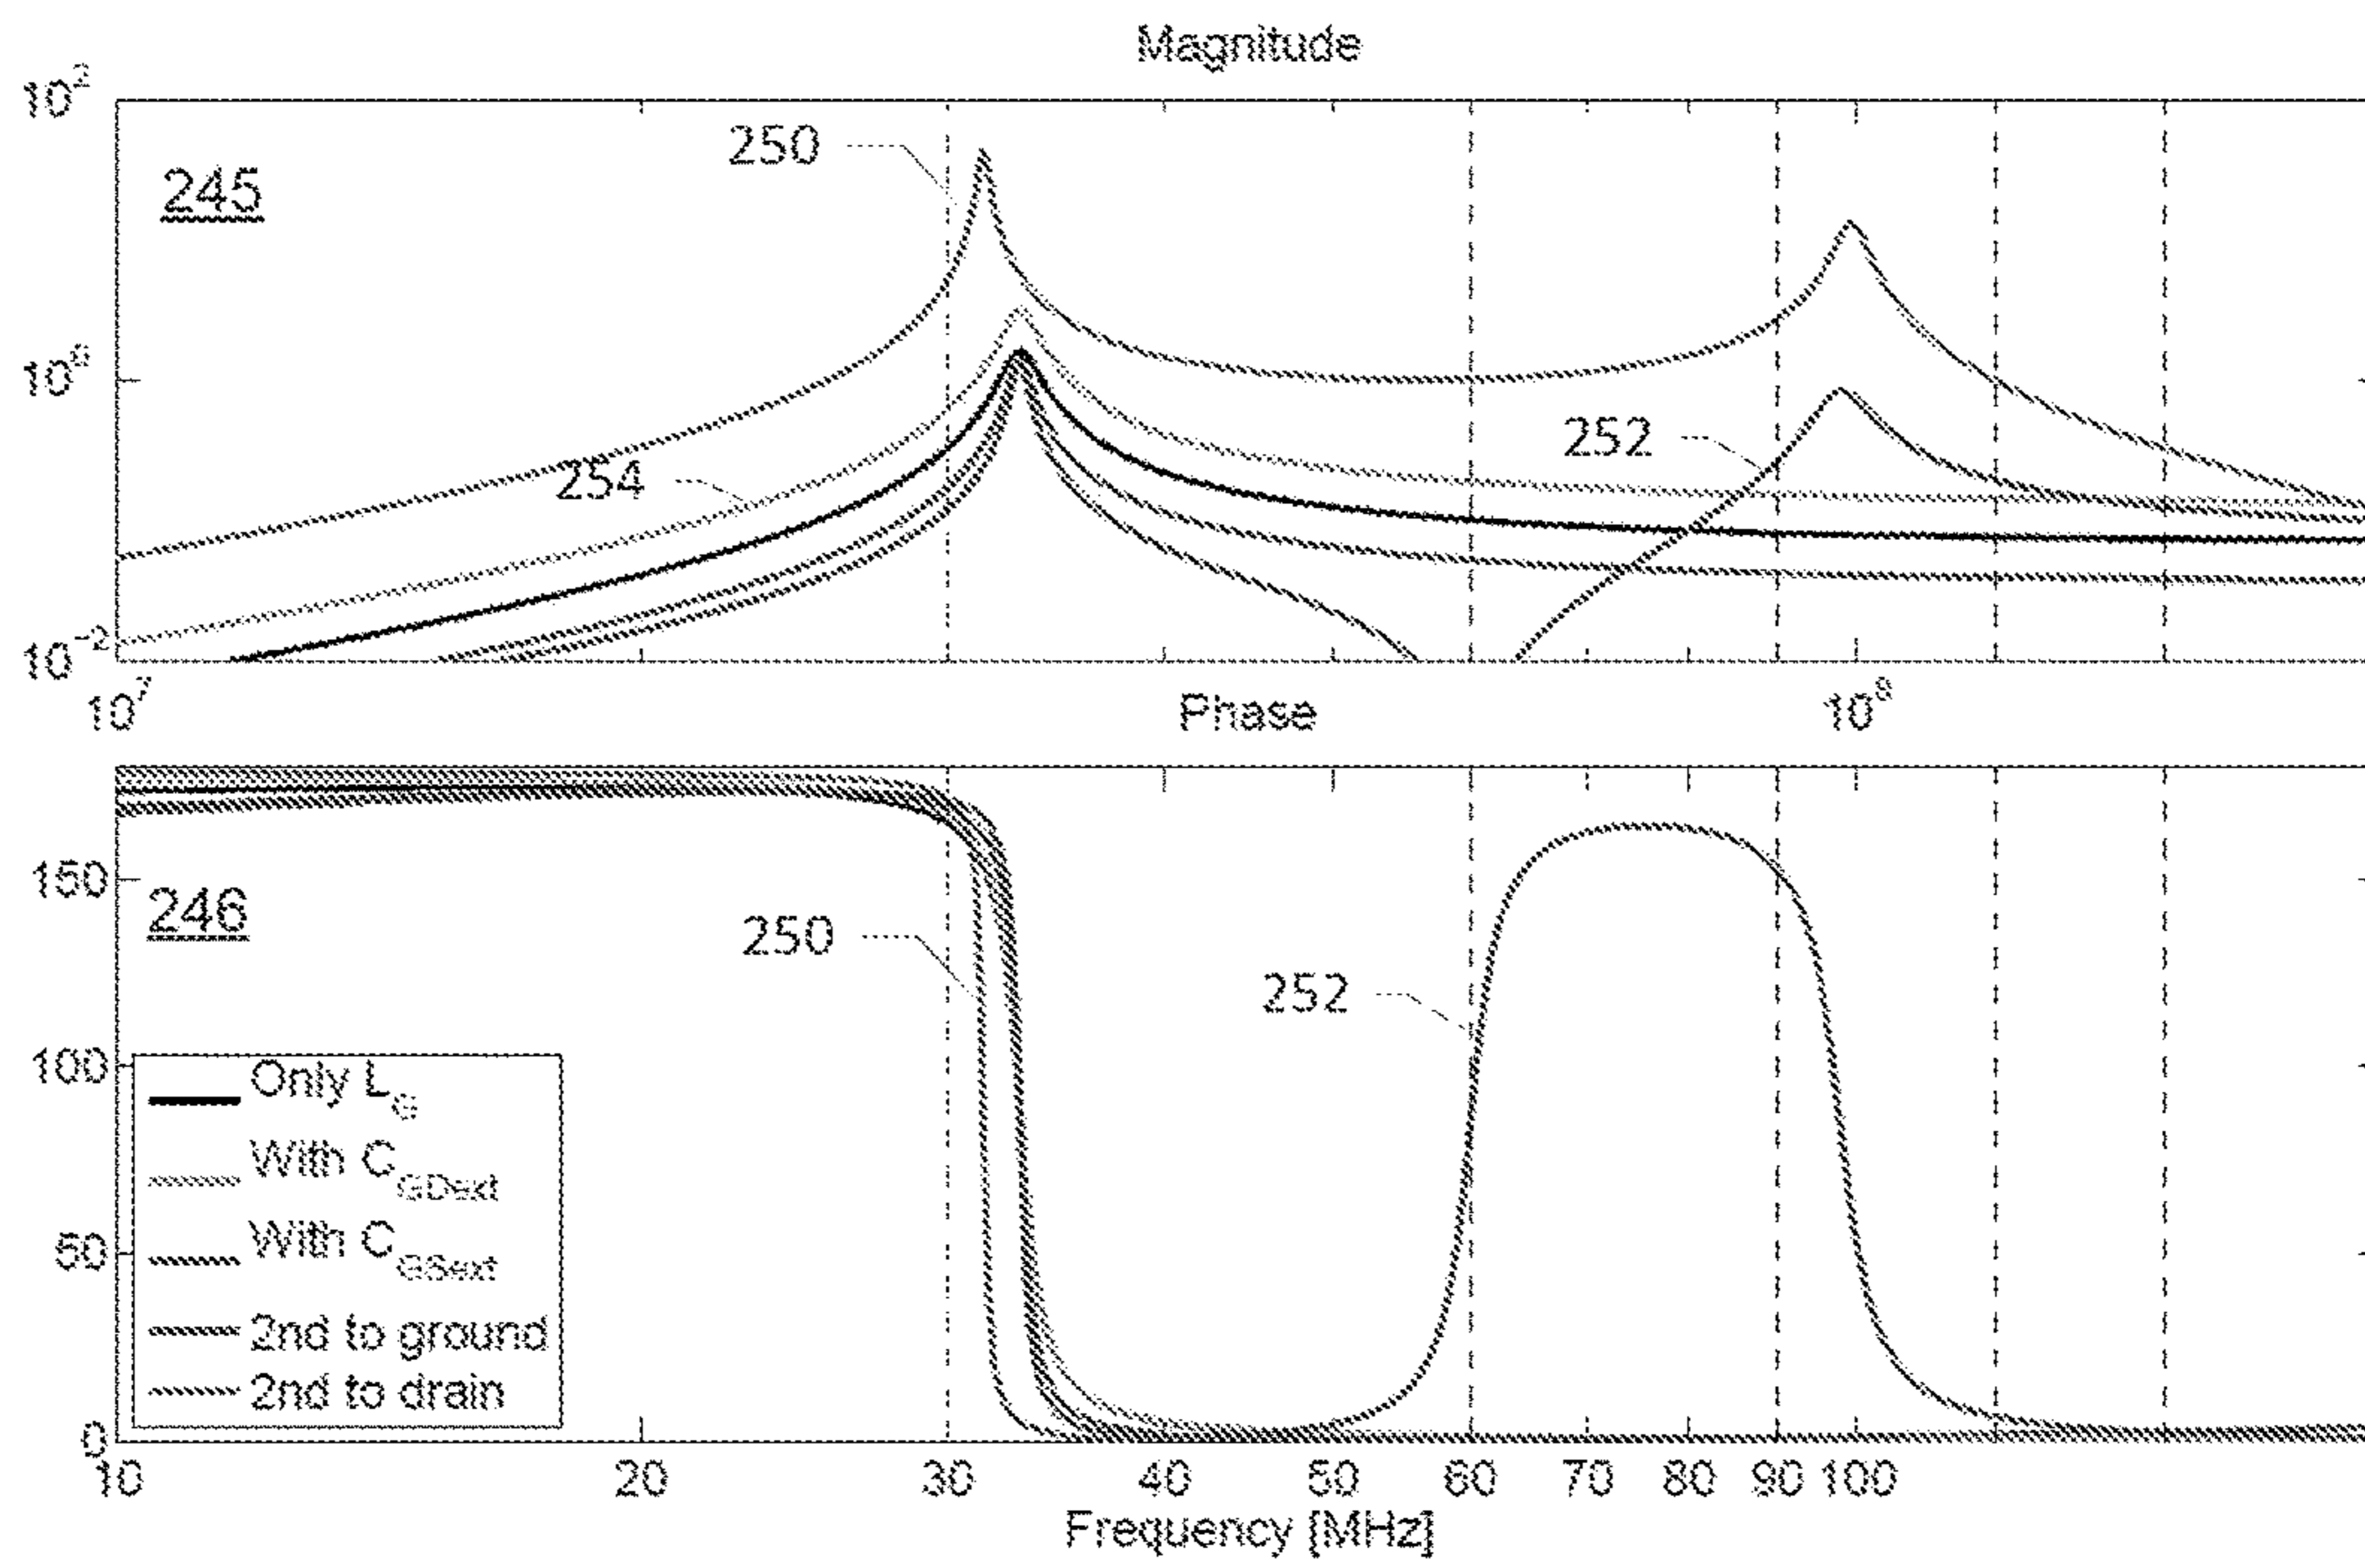 Magnitude
10^2
250
245
10^0
252
254
10^-2
10^7
Phase
10^8
150
246
250
252
100
Only L_G
With C_GDext
With C_GSext
50
2nd to ground
2nd to drain
0
10 20 30 40 50 60 70 80 90 100
Frequency [MHz]